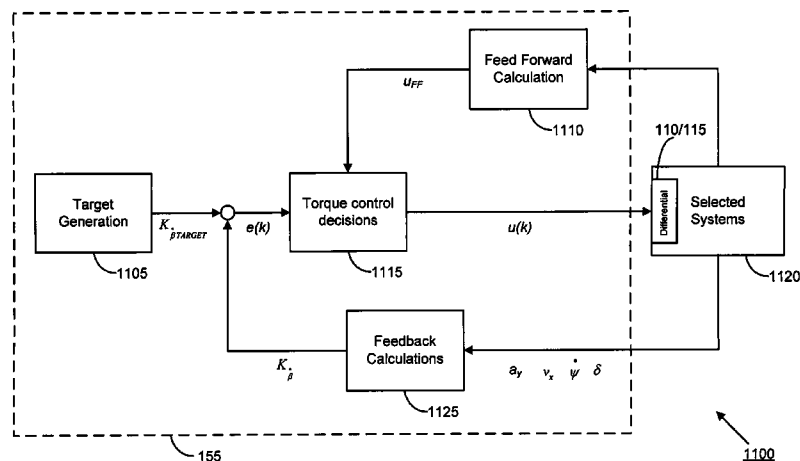 Feed Forward
Calculation
u_FF
1110
110/115
Target
Generation
K_β̇TARGET
e(k)
Torque control
decisions
u(k)
Differential
Selected
Systems
1105
1115
1120
Feedback
Calculations
K_β̇
a_y v_x ψ̇ δ
1125
155
1100